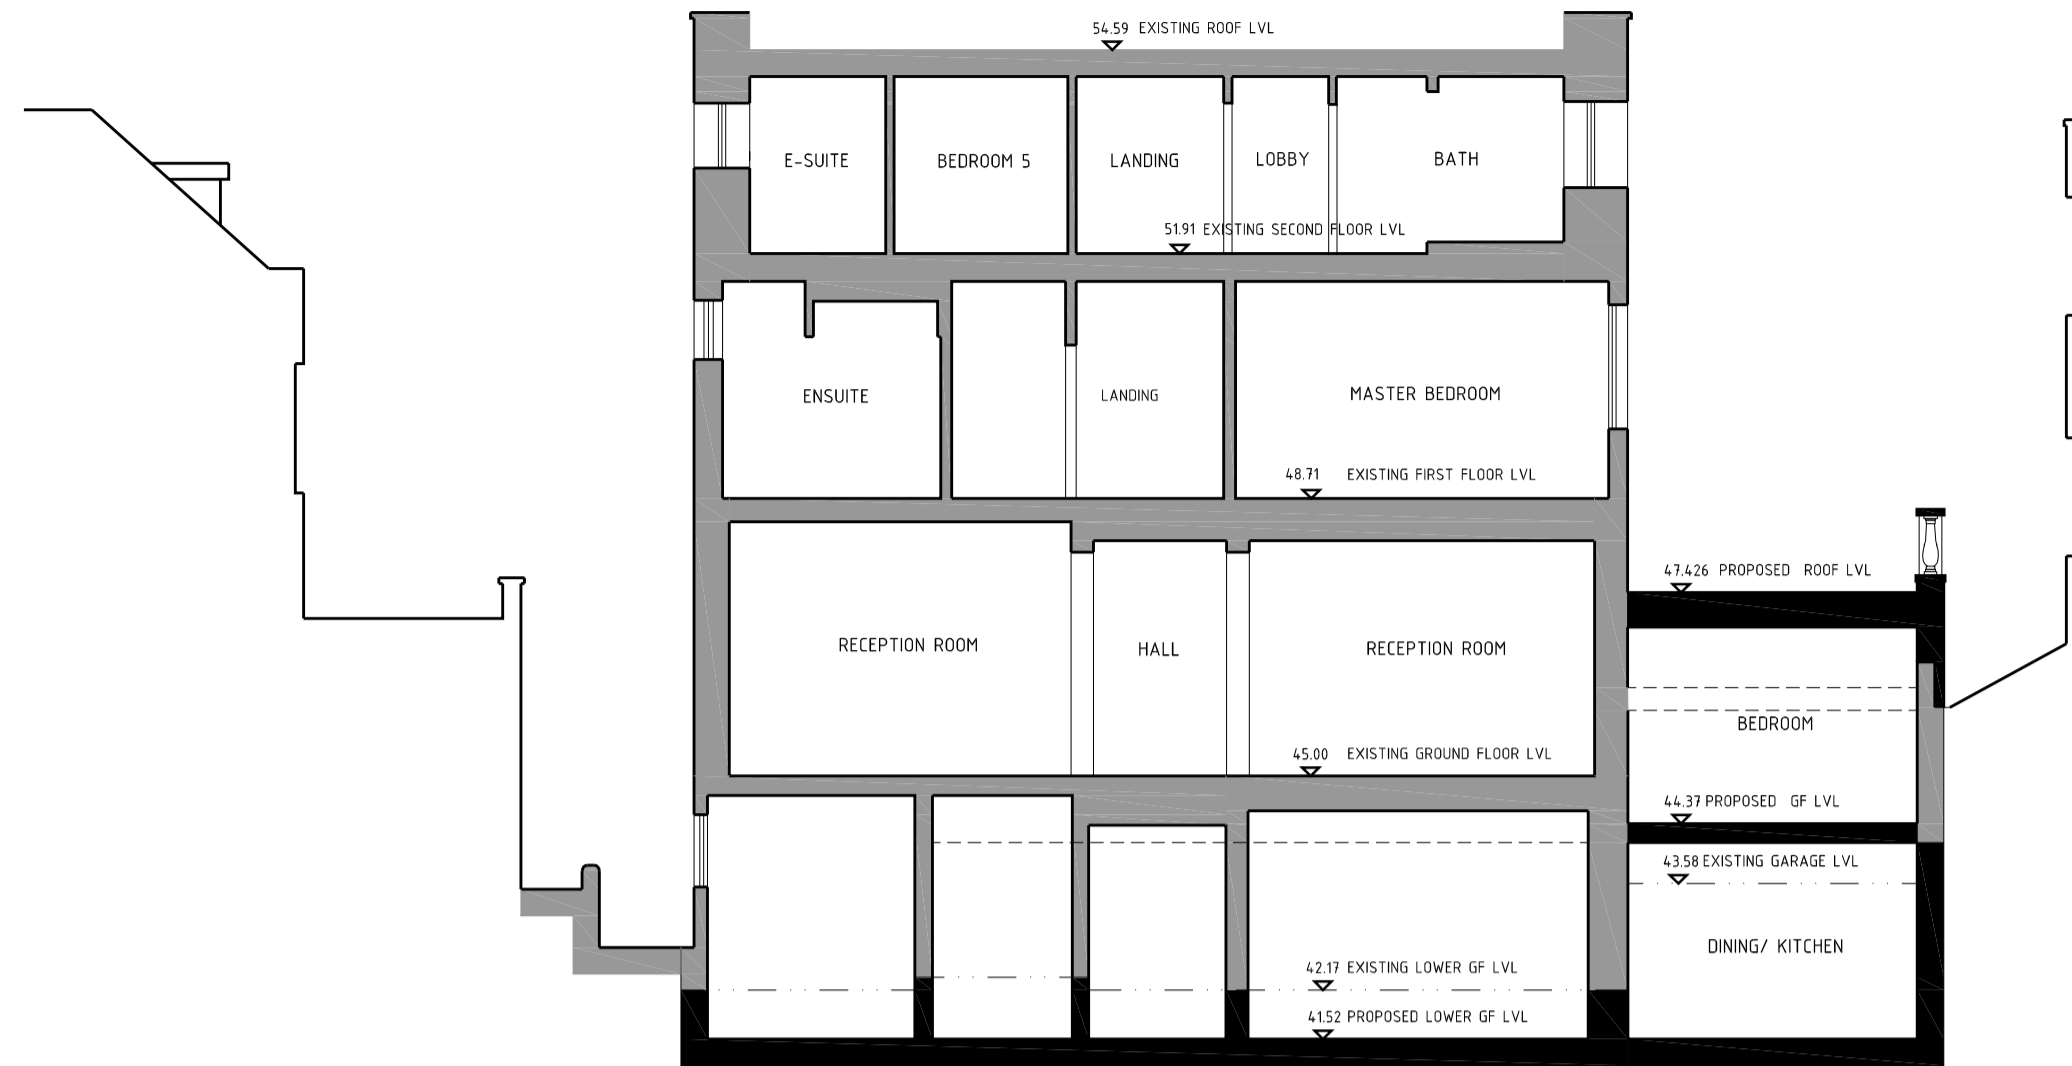 54.59 EXISTING ROOF LVL
E-SUITE
BEDROOM 5
LANDING
LOBBY
BATH
51.91 EXISTING SECOND FLOOR LVL
ENSUITE
LANDING
MASTER BEDROOM
48.71 EXISTING FIRST FLOOR LVL
47.426 PROPOSED ROOF LVL
RECEPTION ROOM
HALL
RECEPTION ROOM
BEDROOM
45.00 EXISTING GROUND FLOOR LVL
44.37 PROPOSED GF LVL
43.58 EXISTING GARAGE LVL
DINING/ KITCHEN
42.17 EXISTING LOWER GF LVL
41.52 PROPOSED LOWER GF LVL